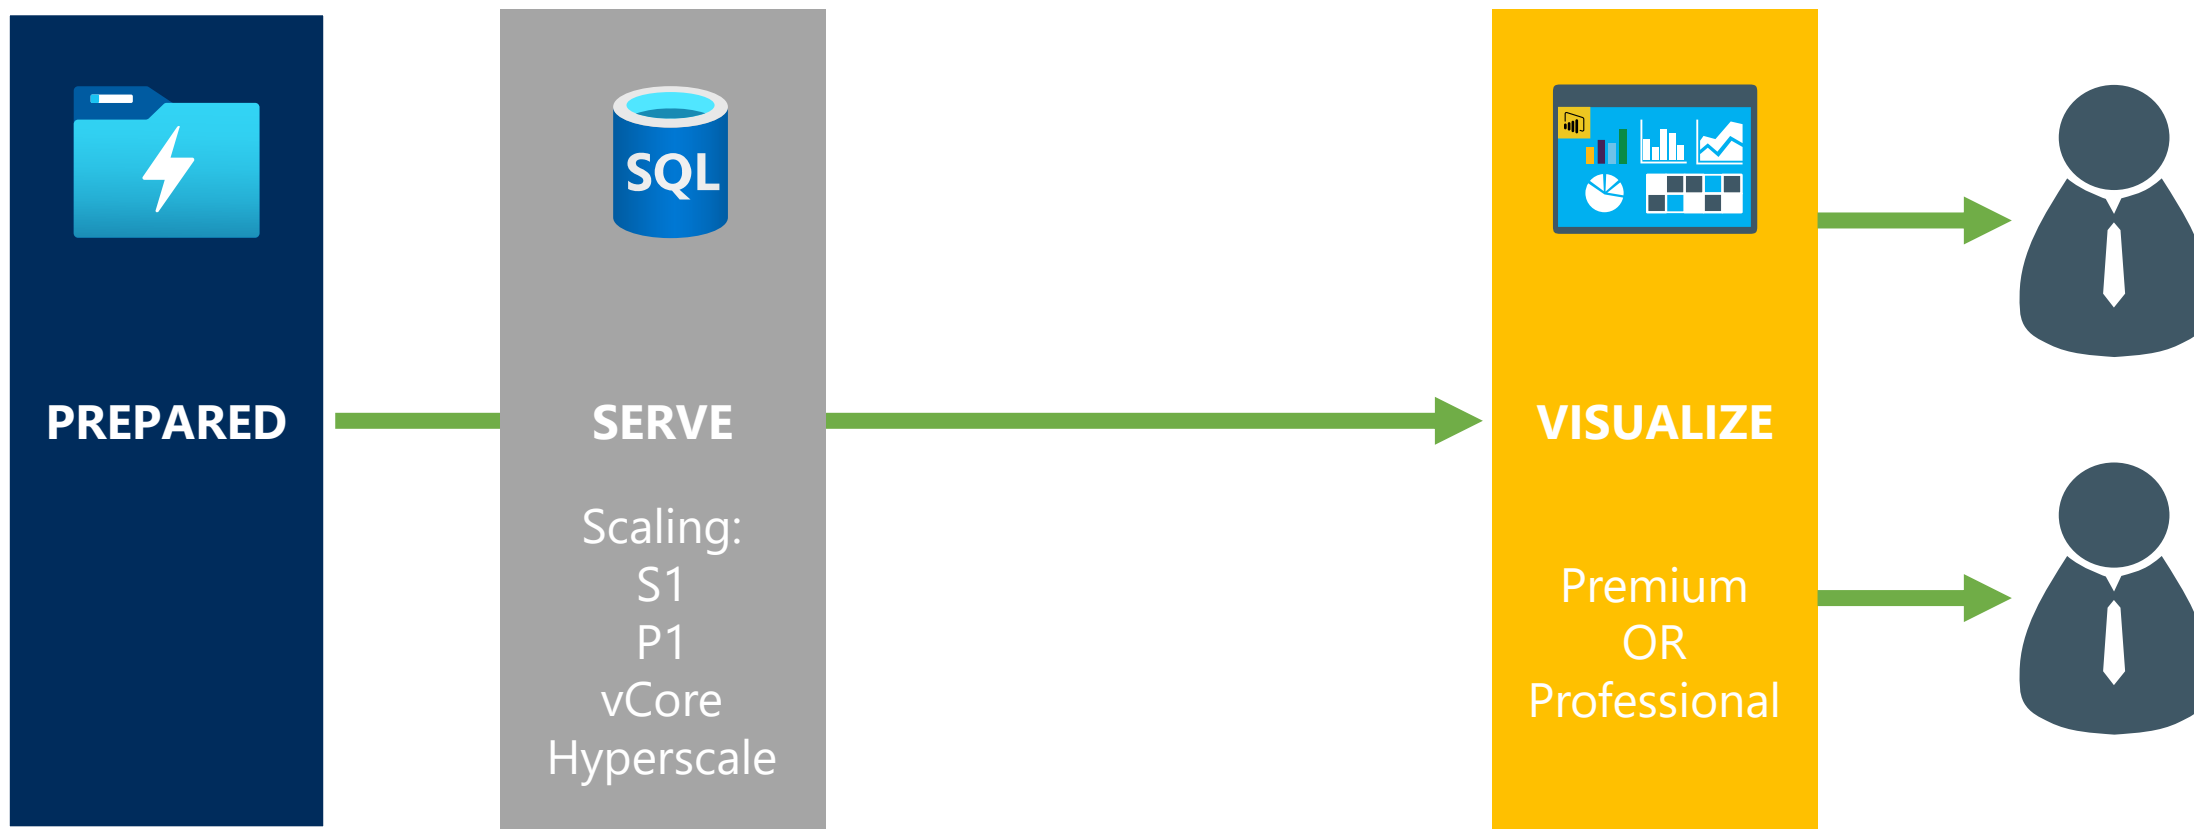 PREPARED
SQL
SERVE
Scaling:
S1
P1
vCore
Hyperscale
VISUALIZE
Premium
OR
Professional